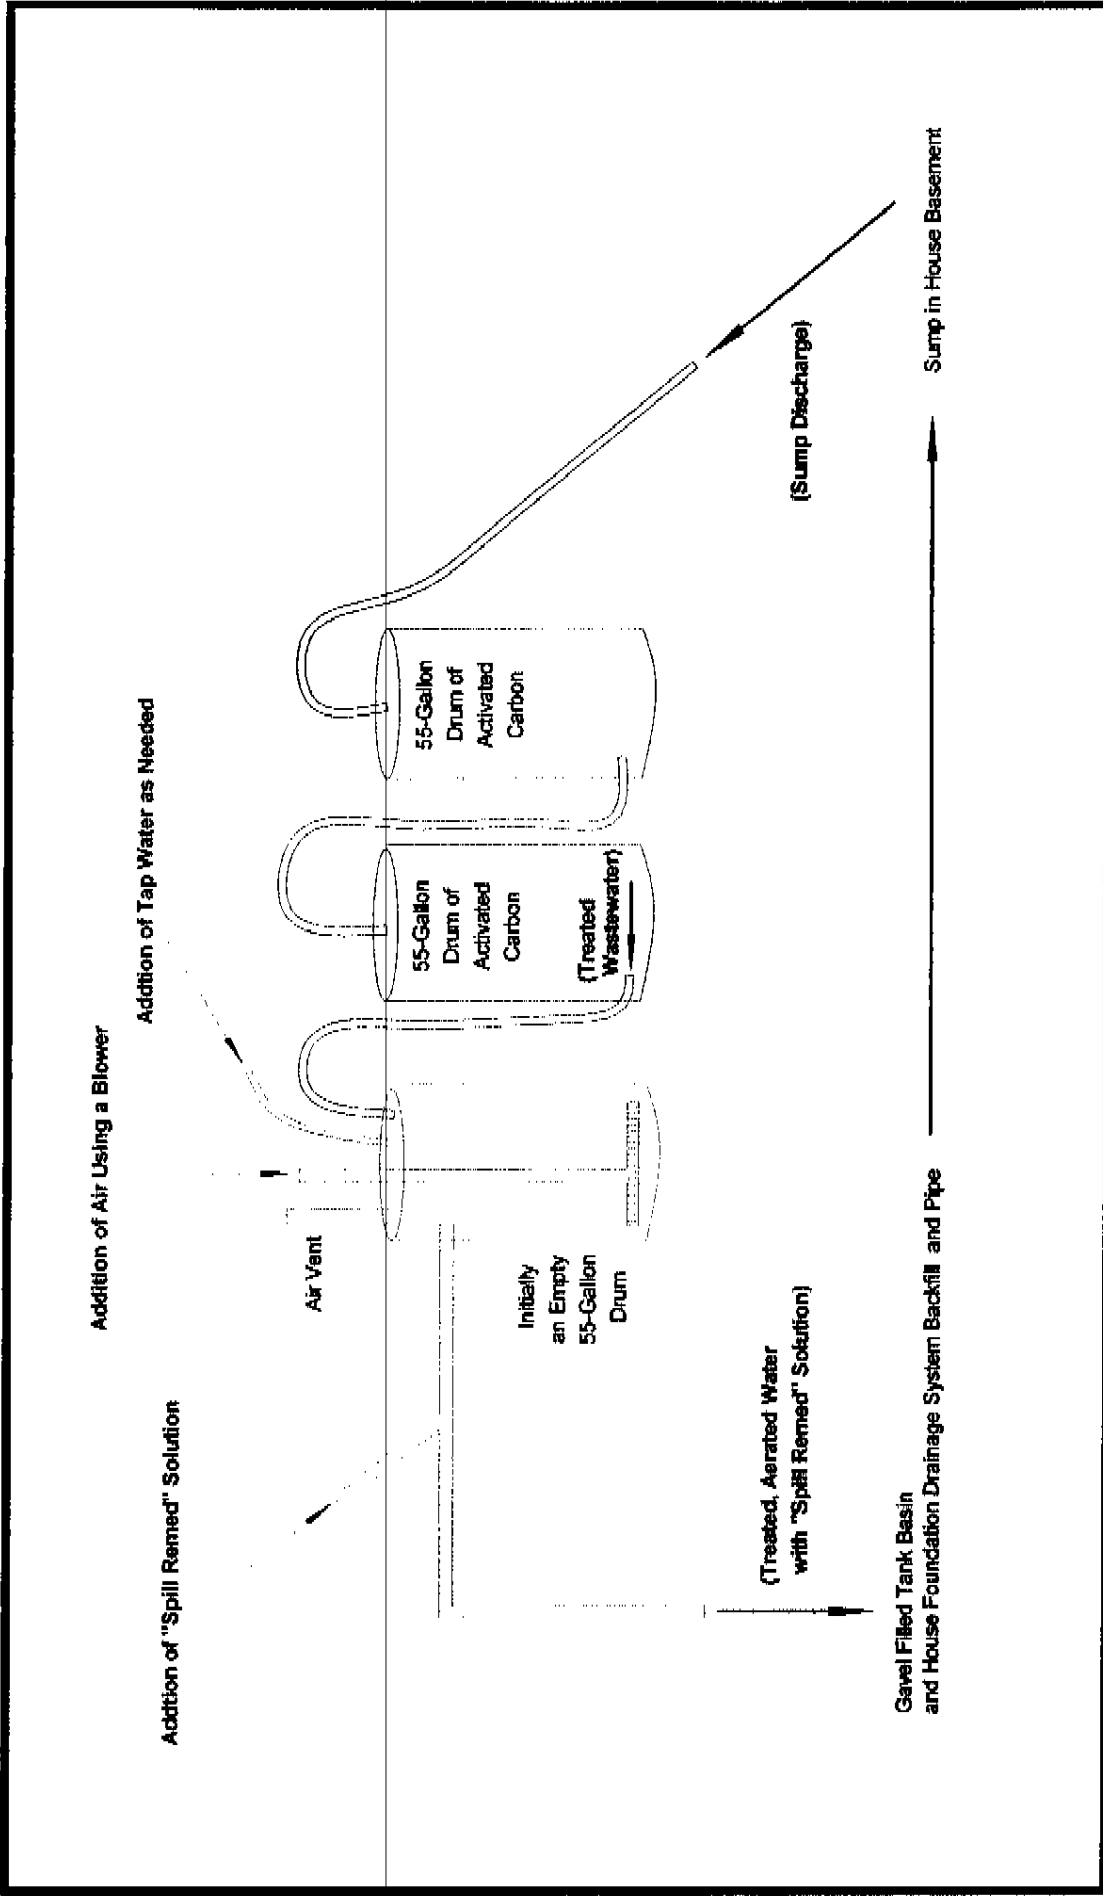 Addition of Air Using a Blower
Addtion of Tap Water as Needed
Addtion of "Spill Remed" Solution
Air Vent
55-Gallon
Drum of
Activated
Carbon
55-Gallon
Drum of
Activated
Carbon
(Treated
Wastewater)
Initially
an Empty
55-Gallon
Drum
(Sump Discharge)
(Treated, Aerated Water
with "Spill Remed" Solution)
Gavel Filled Tank Basin
and House Foundation Drainage System Backfill and Pipe
Sump in House Basement